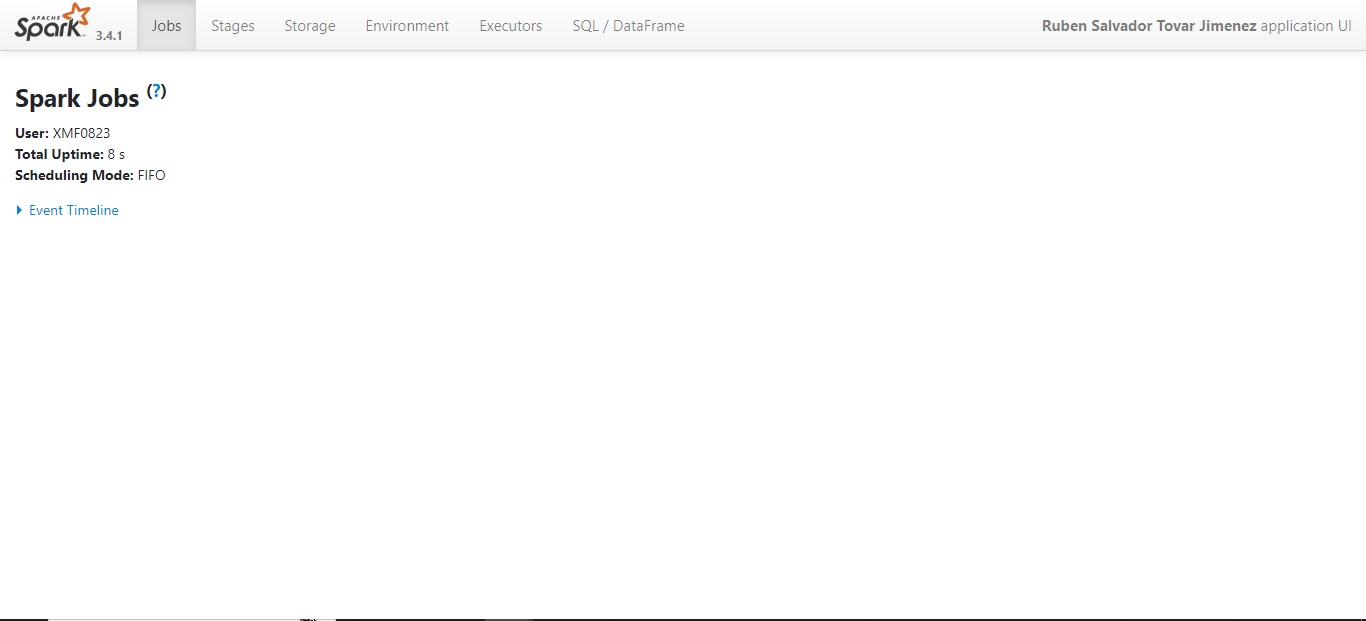 APACHE Spark 3.4.1 Jobs Stages Storage Environment Executors SQL / DataFrame Ruben Salvador Tovar Jimenez application UI
Spark Jobs (?)
User: XMF0823
Total Uptime: 8 s
Scheduling Mode: FIFO
Event Timeline